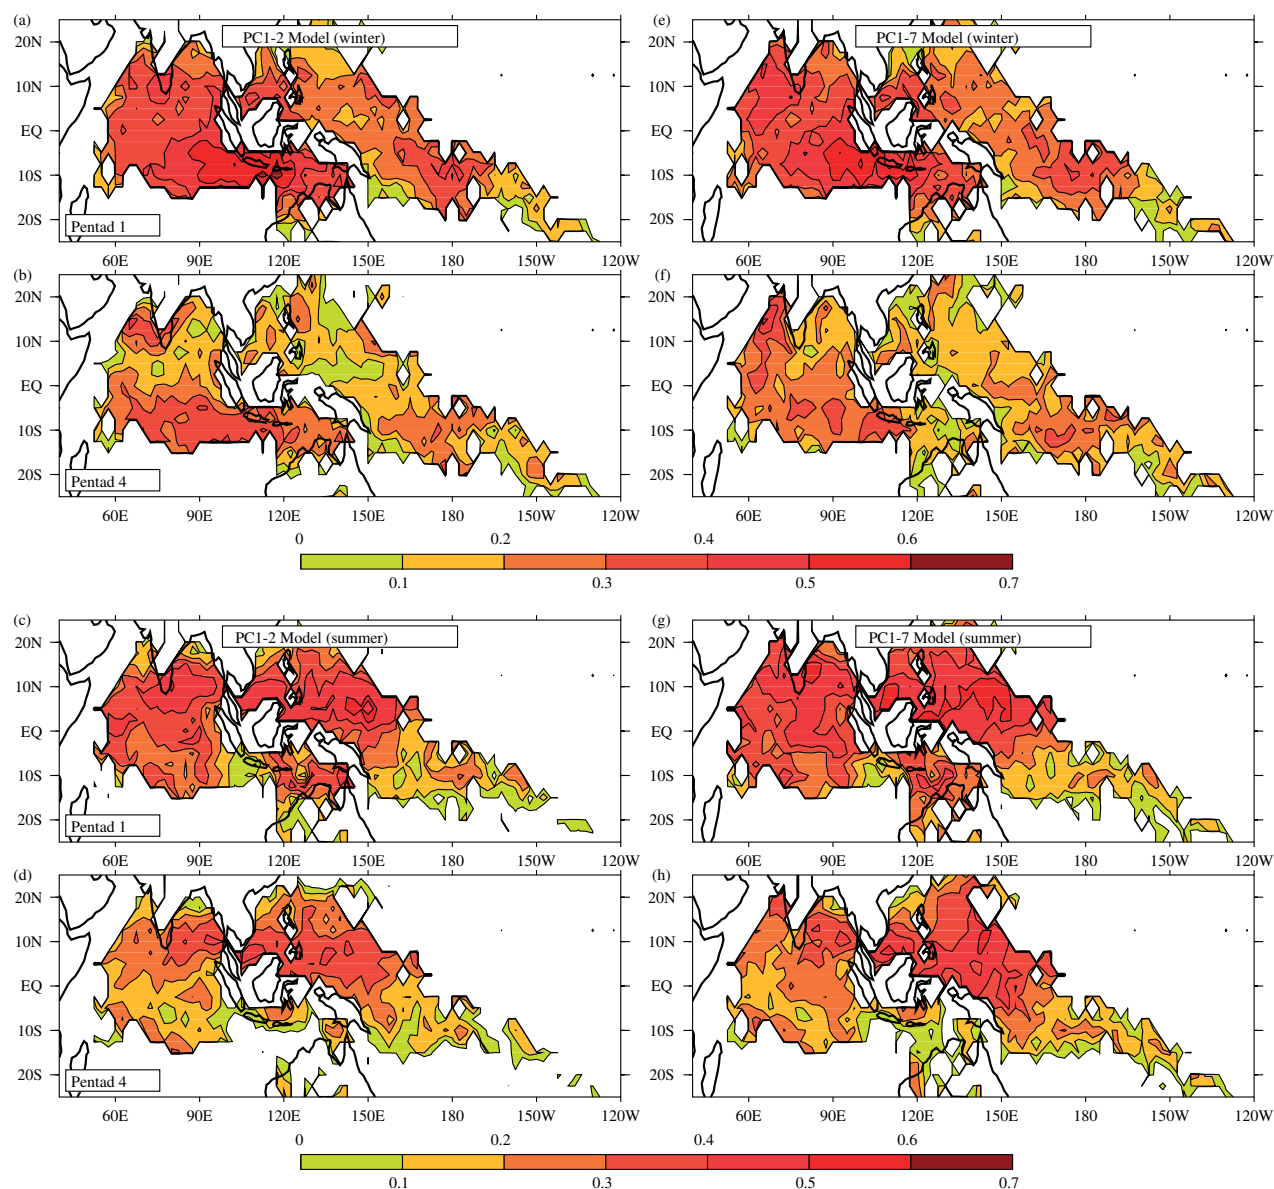 (a)
PC1-2 Model (winter)
20N
10N
EQ
10S
20S
Pentad 1
60E 90E 120E 150E 180 150W 120W
(e)
PC1-7 Model (winter)
20N
10N
EQ
10S
20S
60E 90E 120E 150E 180 150W 120W
(b)
20N
10N
EQ
10S
20S
Pentad 4
60E 90E 120E 150E 180 150W 120W
(f)
20N
10N
EQ
10S
20S
60E 90E 120E 150E 180 150W 120W
0 0.2 0.4 0.6
0.1 0.3 0.5 0.7
(c)
PC1-2 Model (summer)
20N
10N
EQ
10S
20S
Pentad 1
60E 90E 120E 150E 180 150W 120W
(g)
PC1-7 Model (summer)
20N
10N
EQ
10S
20S
60E 90E 120E 150E 180 150W 120W
(d)
20N
10N
EQ
10S
20S
Pentad 4
60E 90E 120E 150E 180 150W 120W
(h)
20N
10N
EQ
10S
20S
60E 90E 120E 150E 180 150W 120W
0 0.2 0.4 0.6
0.1 0.3 0.5 0.7